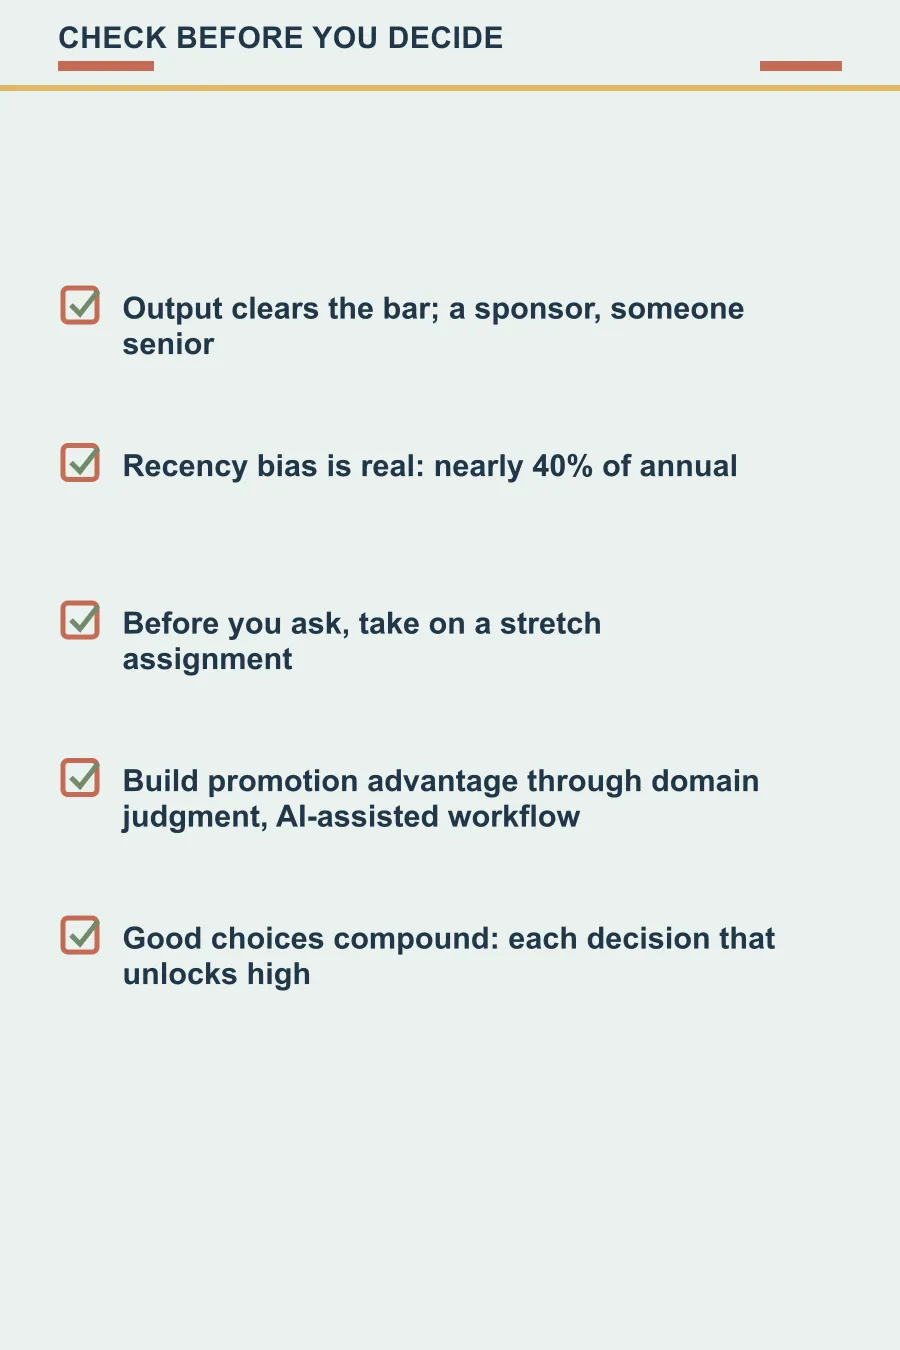 CHECK BEFORE YOU DECIDE
Output clears the bar; a sponsor, someone
senior
Recency bias is real: nearly 40% of annual
Before you ask, take on a stretch
assignment
Build promotion advantage through domain
judgment, AI-assisted workflow
Good choices compound: each decision that
unlocks high